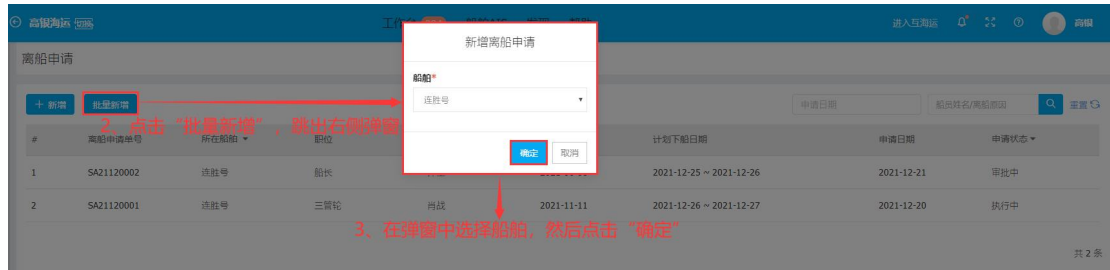 高银海运 切换
工作台
进入互海运
高银
离船申请
新增离船申请
船舶*
连胜号
确定 取消
+ 新增 批量新增
申请日期 船员姓名/离船原因 重置
2、点击“批量新增”，跳出右侧弹窗
# 离船申请单号 所在船舶 职位 计划下船日期 申请日期 申请状态
1 SA21120002 连胜号 船长 2021-12-25 ~ 2021-12-26 2021-12-21 审批中
2 SA21120001 连胜号 三管轮 肖战 2021-11-11 2021-12-26 ~ 2021-12-27 2021-12-20 执行中
3、在弹窗中选择船舶，然后点击“确定”
共 2 条